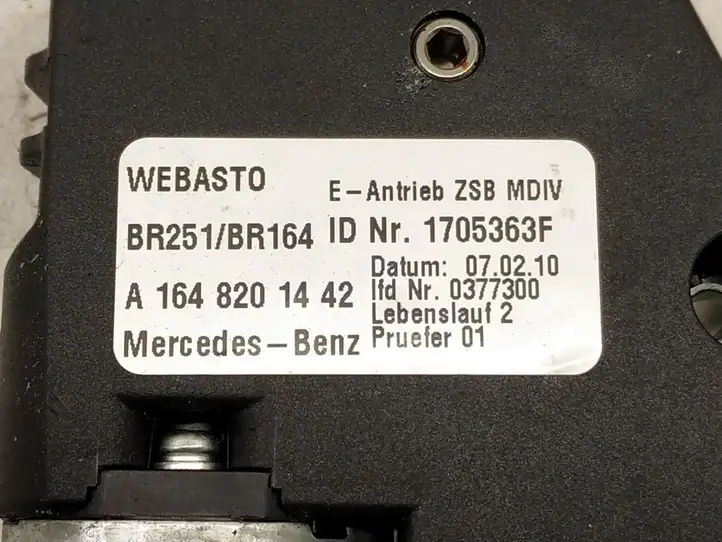 WEBASTO E-Antrieb ZSB MDIV
BR251/BR164 ID Nr. 1705363F
Datum: 07.02.10
A 164 820 14 42 lfd Nr. 0377300
Lebenslauf 2
Mercedes-Benz Pruefer 01